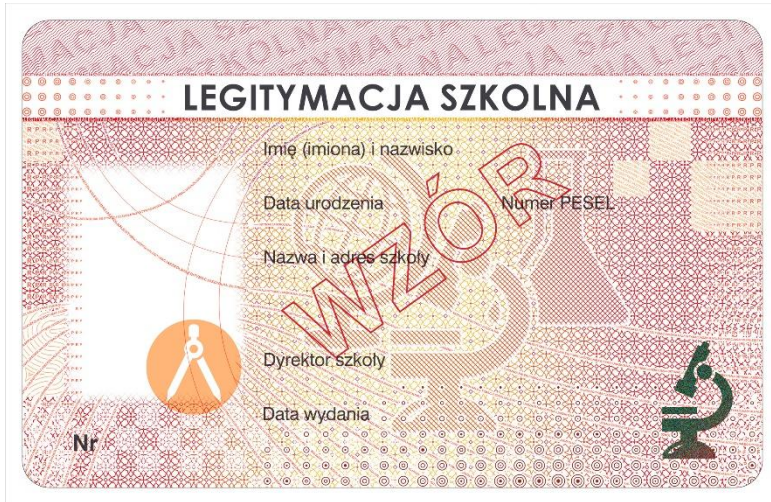 LEGITYMACJA SZKOLNA
Imię (imiona) i nazwisko
Data urodzenia Numer PESEL
Nazwa i adres szkoły
WZÓR
Dyrektor szkoły
Data wydania
Nr